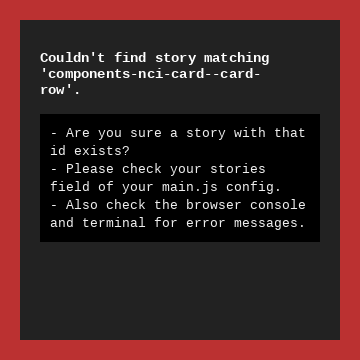 Couldn't find story matching
'components-nci-card--card-
row'.
- Are you sure a story with that
id exists?
- Please check your stories
field of your main.js config.
- Also check the browser console
and terminal for error messages.